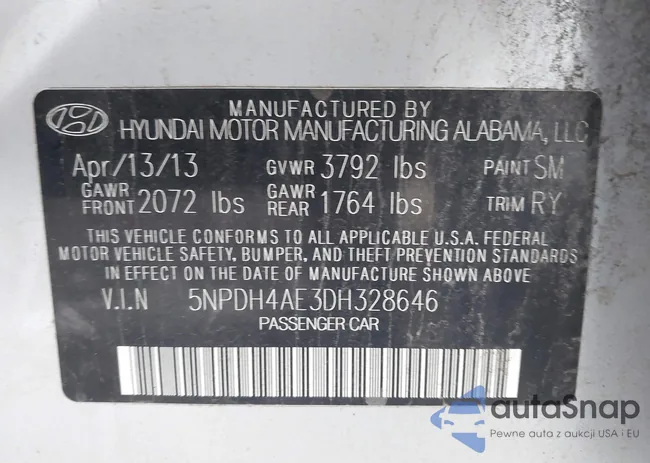 MANUFACTURED BY
HYUNDAI MOTOR MANUFACTURING ALABAMA, LLC
Apr/13/13 GVWR 3792 lbs PAINT SM
GAWR FRONT 2072 lbs GAWR REAR 1764 lbs TRIM RY
THIS VEHICLE CONFORMS TO ALL APPLICABLE U.S.A. FEDERAL
MOTOR VEHICLE SAFETY, BUMPER, AND THEFT PREVENTION STANDARDS
IN EFFECT ON THE DATE OF MANUFACTURE SHOWN ABOVE.
V.I.N 5NPDH4AE3DH328646
PASSENGER CAR
autaSnap
Pewne auta z aukcji USA i EU